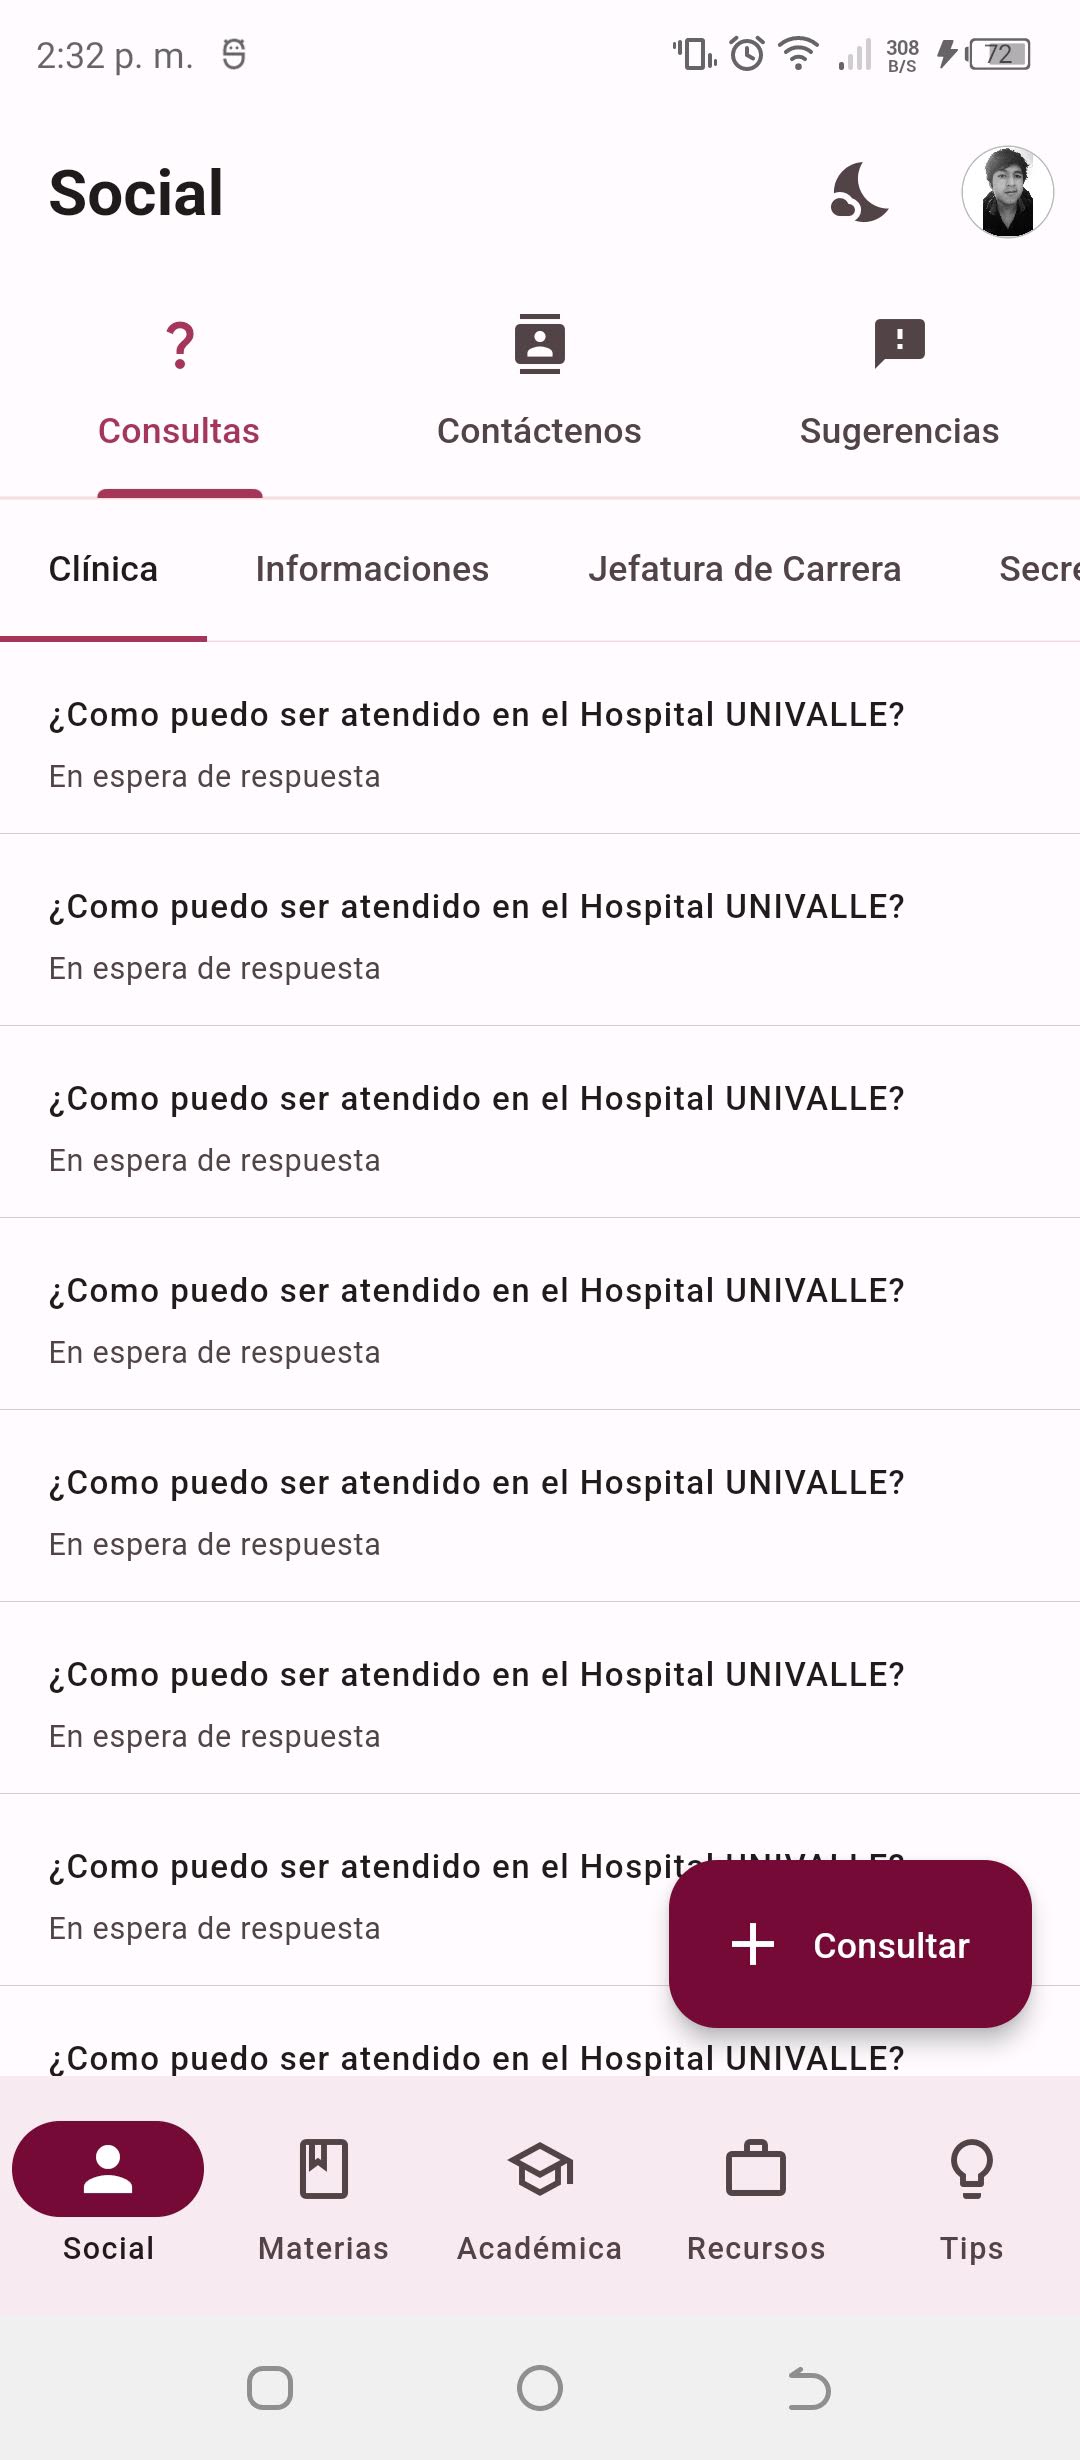 2:32 p. m.
308
B/S
72
Social
?
Consultas
Contáctenos
Sugerencias
Clínica
Informaciones
Jefatura de Carrera
Secre
¿Como puedo ser atendido en el Hospital UNIVALLE?
En espera de respuesta
¿Como puedo ser atendido en el Hospital UNIVALLE?
En espera de respuesta
¿Como puedo ser atendido en el Hospital UNIVALLE?
En espera de respuesta
¿Como puedo ser atendido en el Hospital UNIVALLE?
En espera de respuesta
¿Como puedo ser atendido en el Hospital UNIVALLE?
En espera de respuesta
¿Como puedo ser atendido en el Hospital UNIVALLE?
En espera de respuesta
¿Como puedo ser atendido en el Hospital UNIVALLE?
En espera de respuesta
Consultar
¿Como puedo ser atendido en el Hospital UNIVALLE?
Social
Materias
Académica
Recursos
Tips